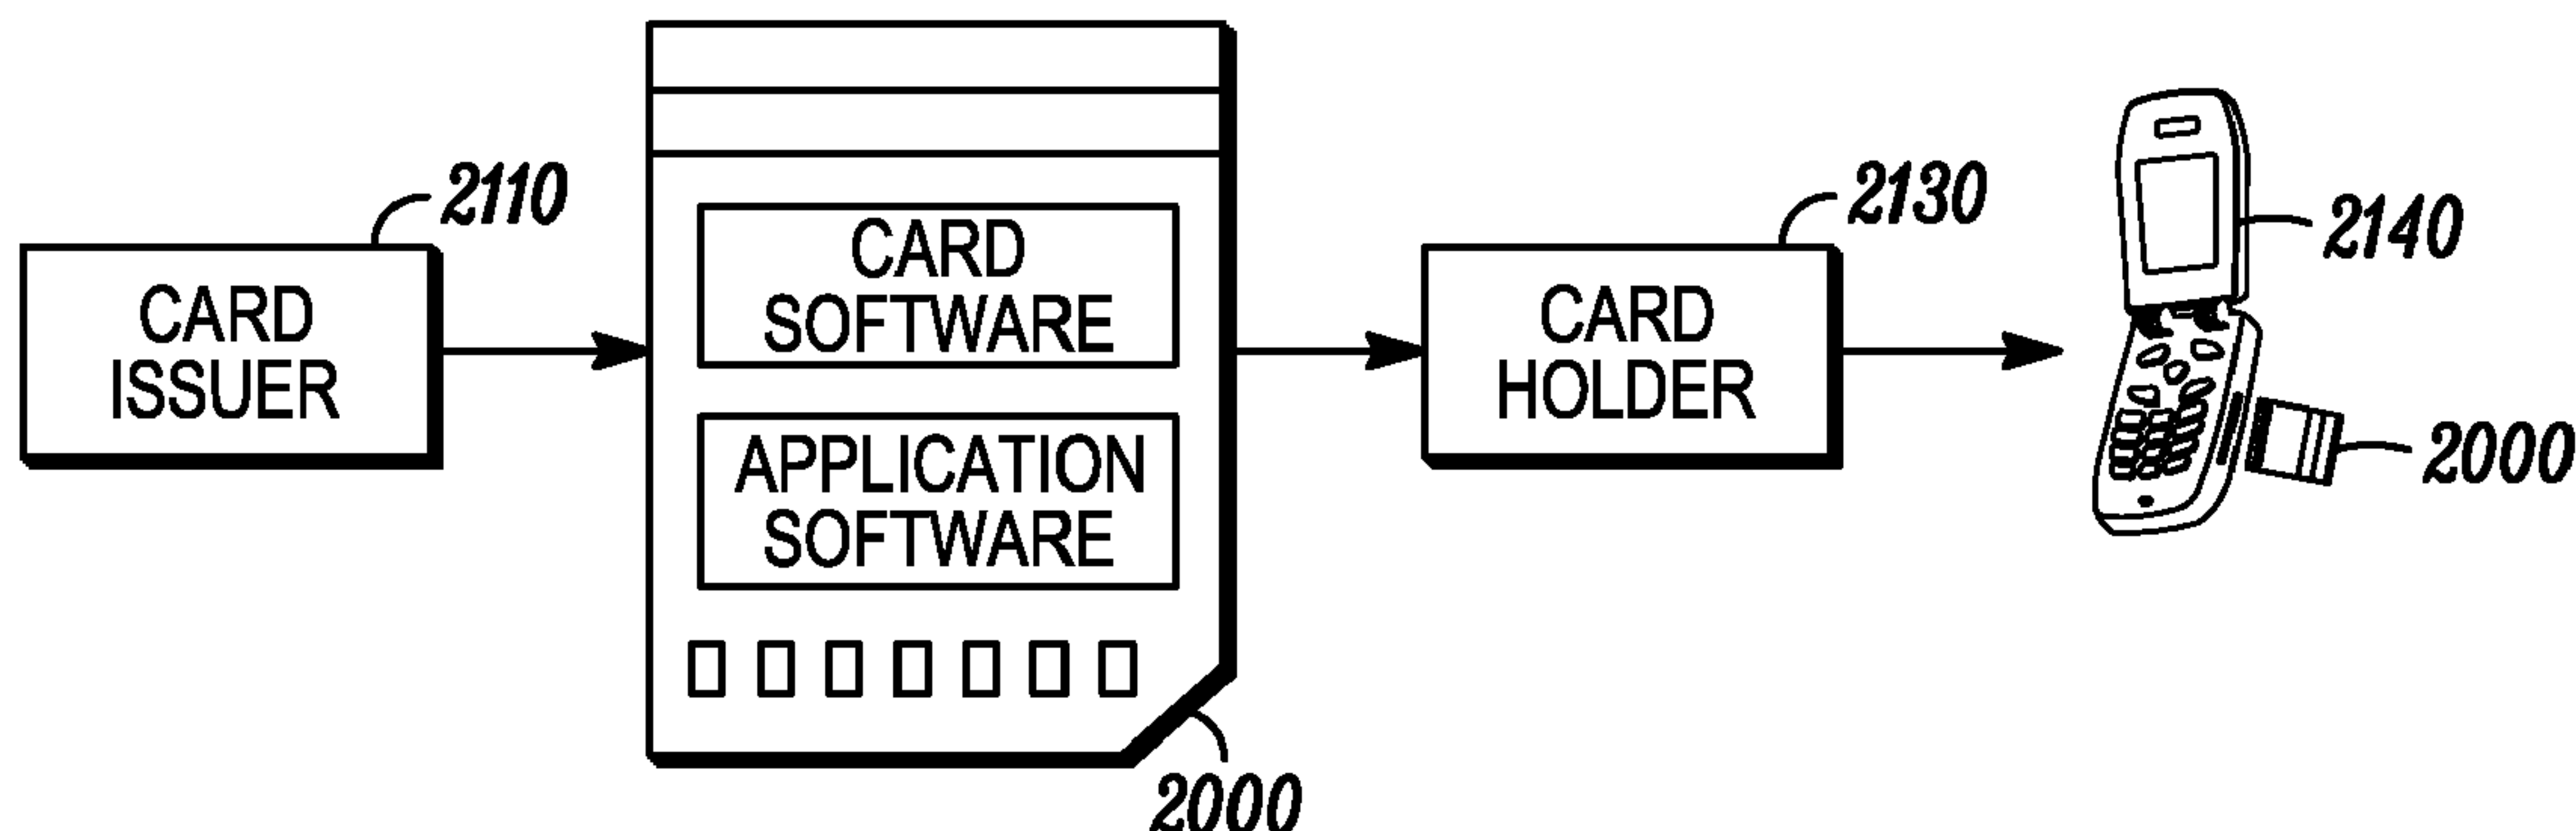 2110
CARD
ISSUER
CARD
SOFTWARE
APPLICATION
SOFTWARE
2000
2130
CARD
HOLDER
2140
2000